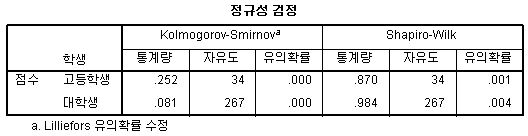 정규성 검정
학생 Kolmogorov-Smirnovª Shapiro-Wilk
통계량 자유도 유의확률 통계량 자유도 유의확률
점수 고등학생 .252 34 .000 .870 34 .001
대학생 .081 267 .000 .984 267 .004
a. Lilliefors 유의확률 수정